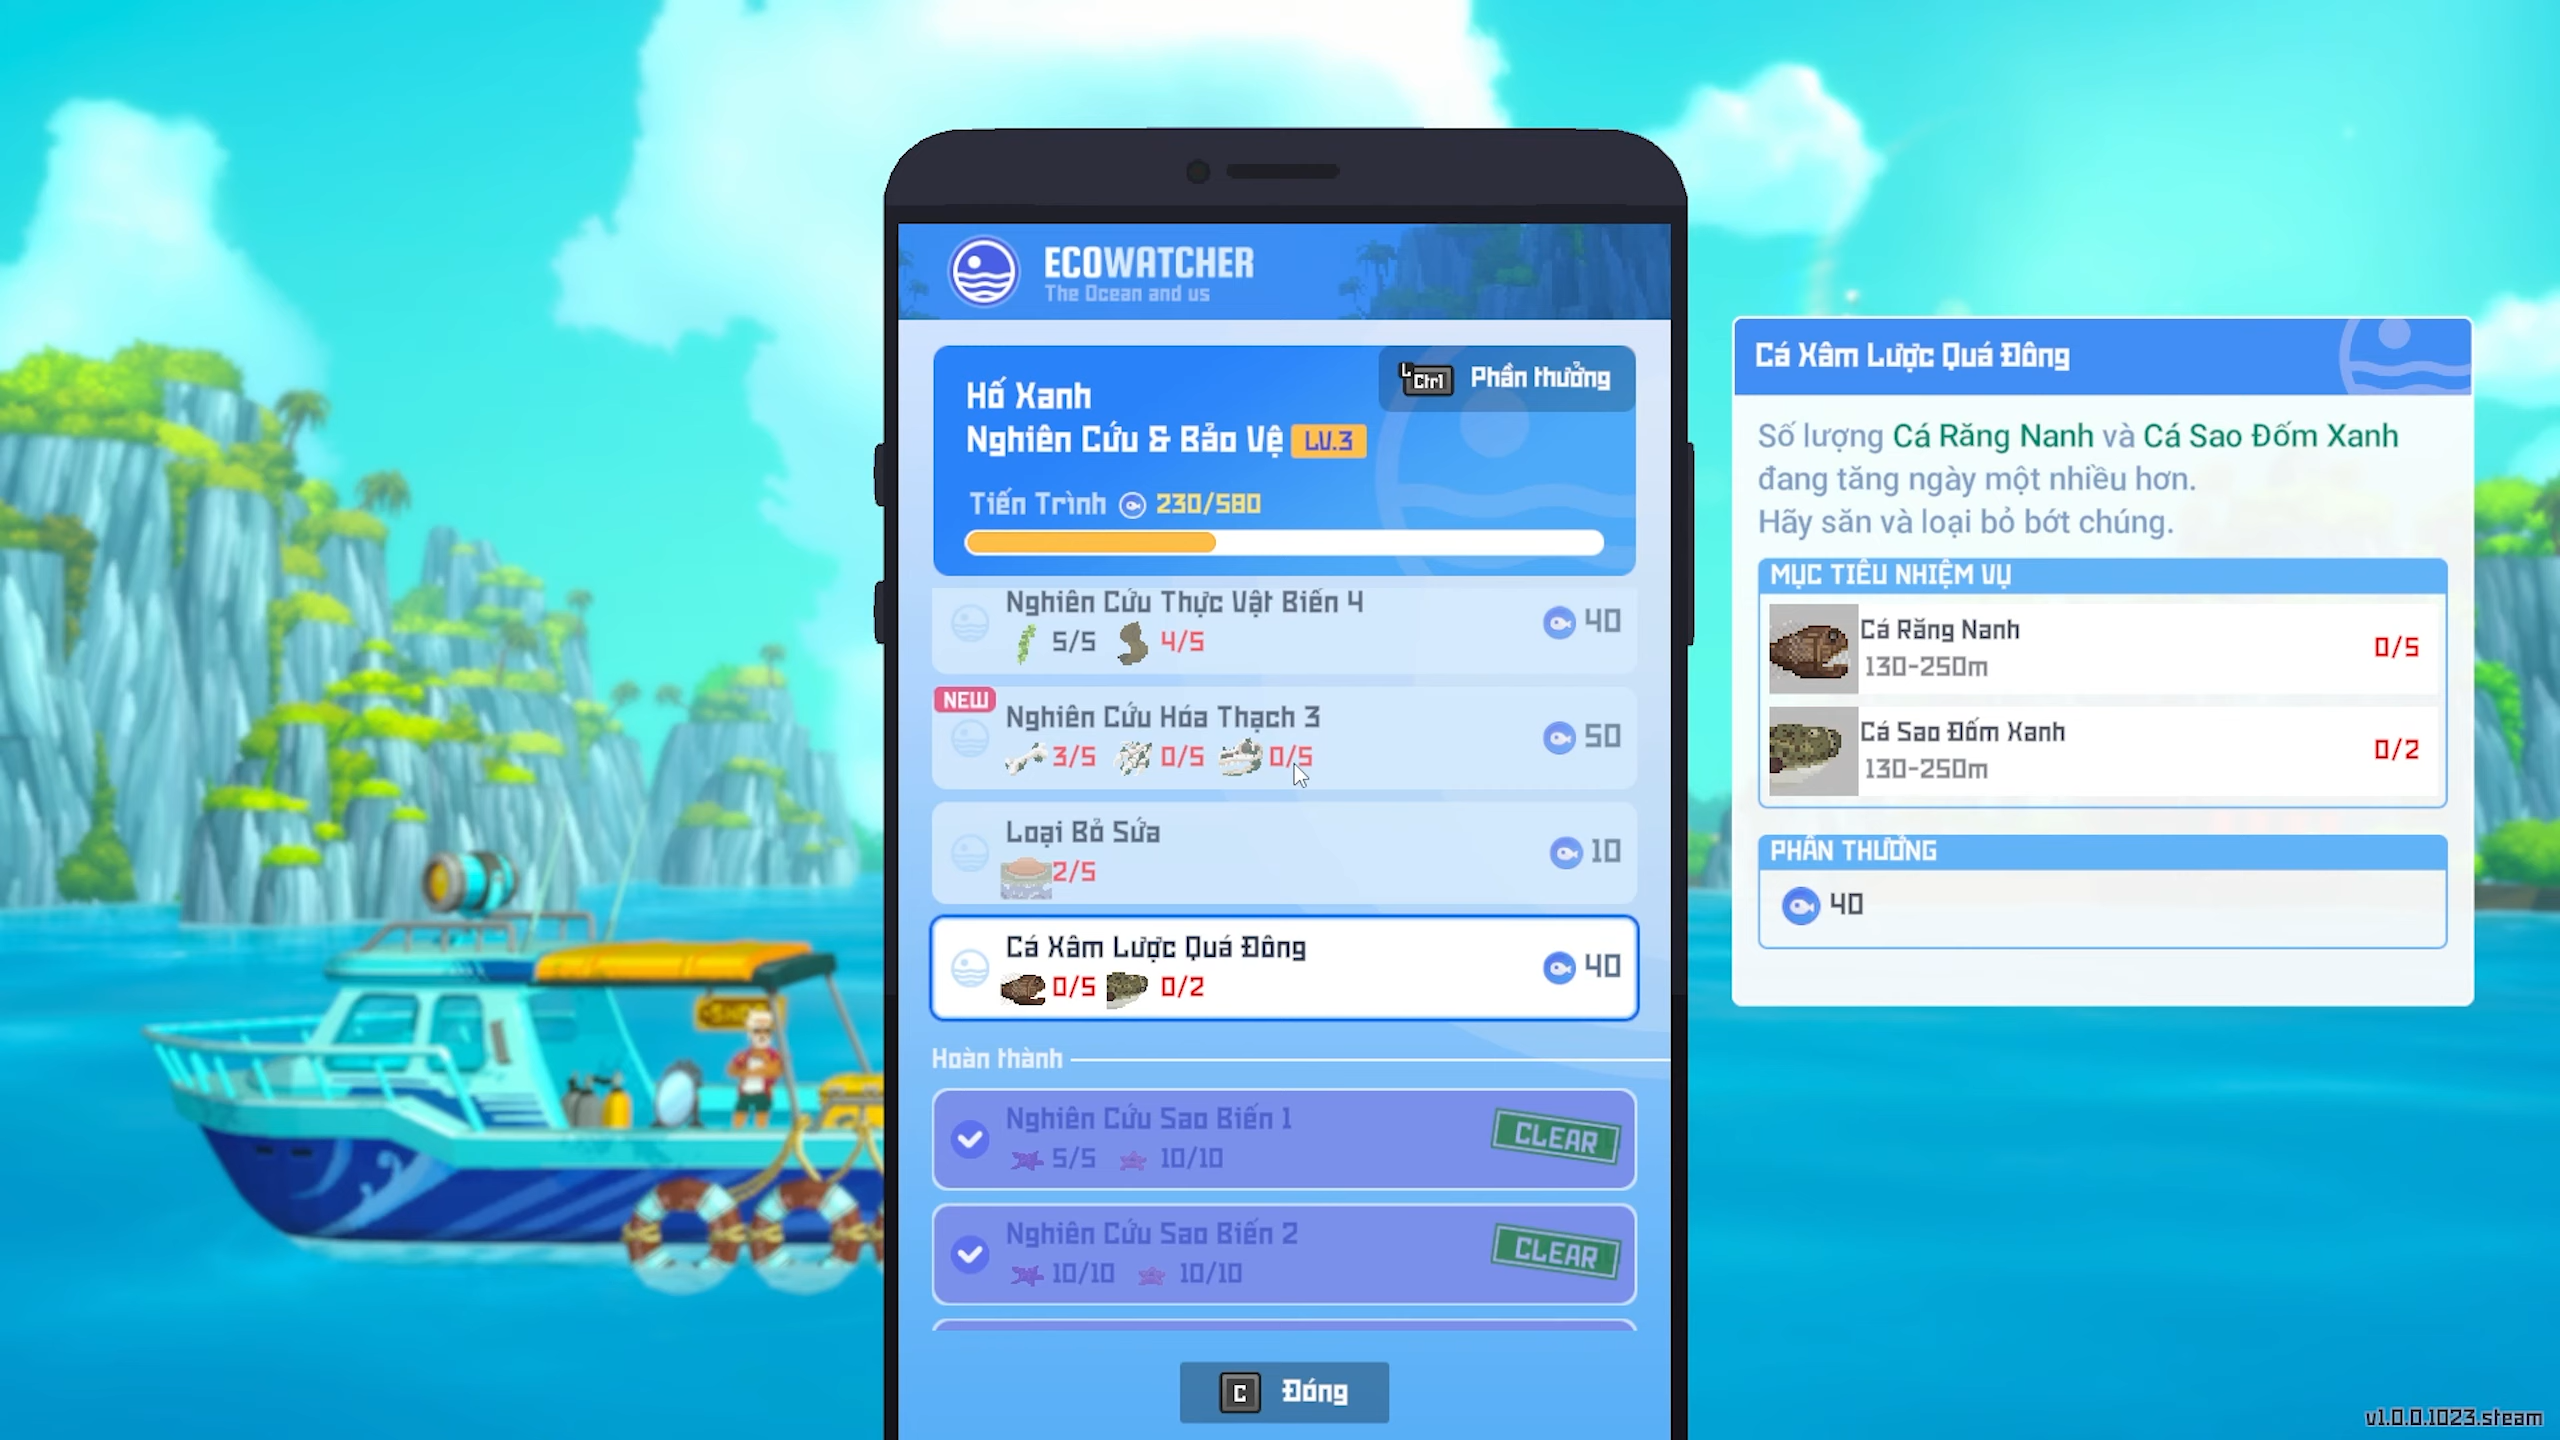 ECOWATCHER
The Ocean and us
Hố Xanh
Nghiên Cứu & Bảo Vệ LV.3
L Ctrl Phần thưởng
Tiến Trình 230/580
Nghiên Cứu Thực Vật Biển 4
5/5 4/5
40
NEW
Nghiên Cứu Hóa Thạch 3
3/5 0/5 0/5
50
Loại Bỏ Sứa
2/5
10
Cá Xâm Lược Quá Đông
0/5 0/2
40
Hoàn thành
Nghiên Cứu Sao Biển 1
5/5 10/10
CLEAR
Nghiên Cứu Sao Biển 2
10/10 10/10
CLEAR
C Đóng
Cá Xâm Lược Quá Đông
Số lượng Cá Răng Nanh và Cá Sao Đốm Xanh
đang tăng ngày một nhiều hơn.
Hãy săn và loại bỏ bớt chúng.
MỤC TIÊU NHIỆM VỤ
Cá Răng Nanh
130-250m
0/5
Cá Sao Đốm Xanh
130-250m
0/2
PHẦN THƯỞNG
40
v1.0.0.1023.steam